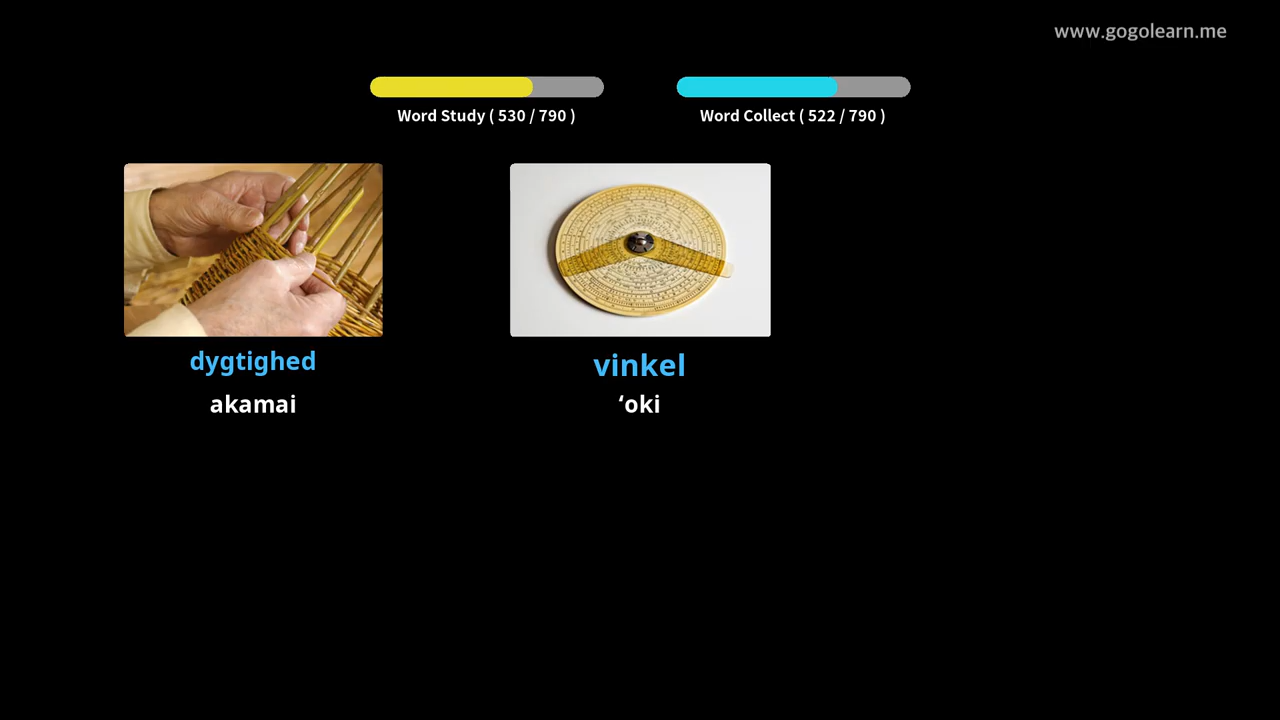 www.gogolearn.me
Word Study ( 530 / 790 )
Word Collect ( 522 / 790 )
dygtighed
akamai
vinkel
ʻoki